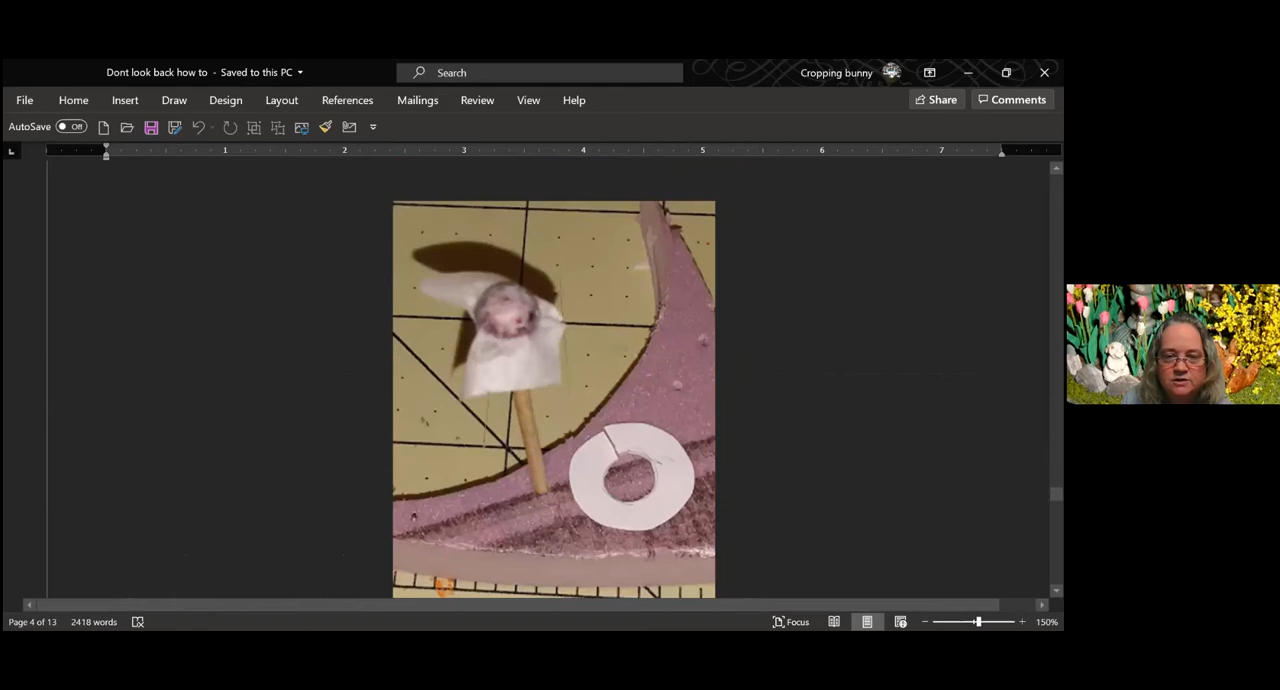 Dont look back how to - Saved to this PC
Search
Cropping bunny
File Home Insert Draw Design Layout References Mailings Review View Help
Share Comments
AutoSave Off
1 2 3 4 5 6 7
Page 4 of 13 2418 words
Focus
150%